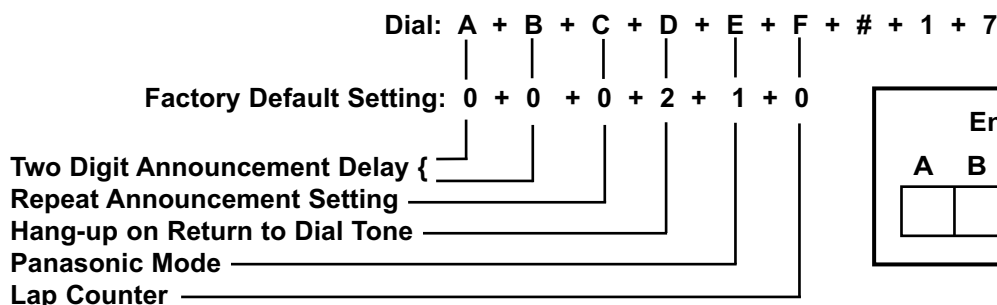 Dial: A + B + C + D + E + F + # + 1 + 7
Factory Default Setting: 0 + 0 + 0 + 2 + 1 + 0
Two Digit Announcement Delay {
Repeat Announcement Setting
Hang-up on Return to Dial Tone
Panasonic Mode
Lap Counter
A B